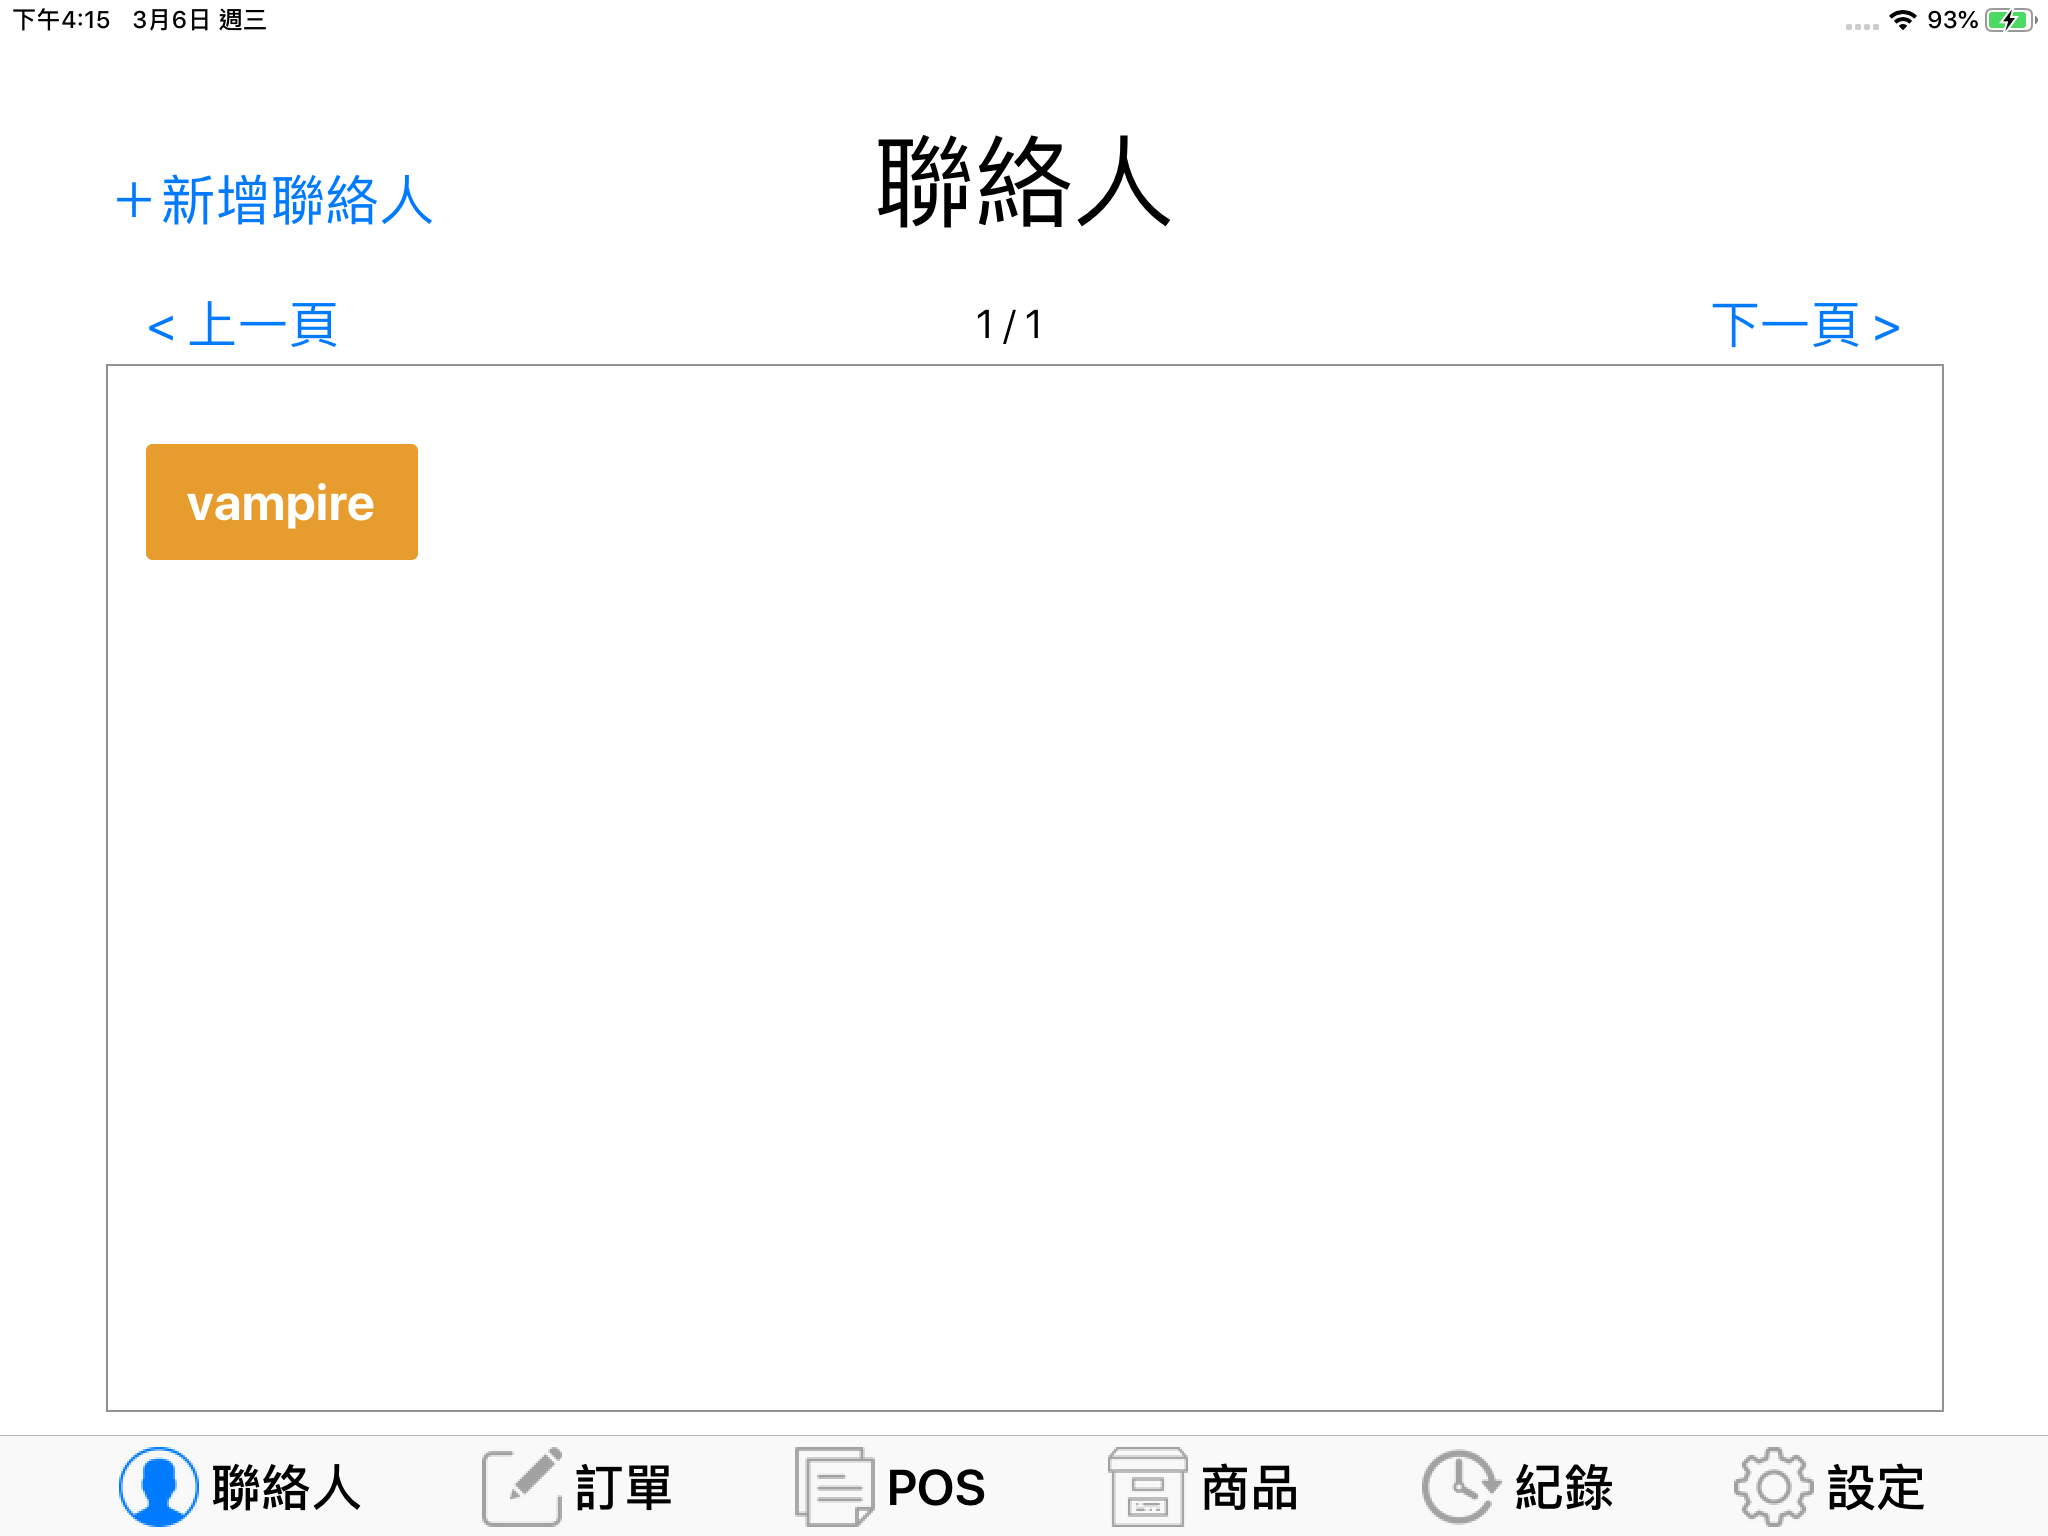 下午4:15 3月6日 週三 93%
聯絡人
+新增聯絡人
< 上一頁 1 / 1 下一頁 >
vampire
聯絡人 訂單 POS 商品 紀錄 設定